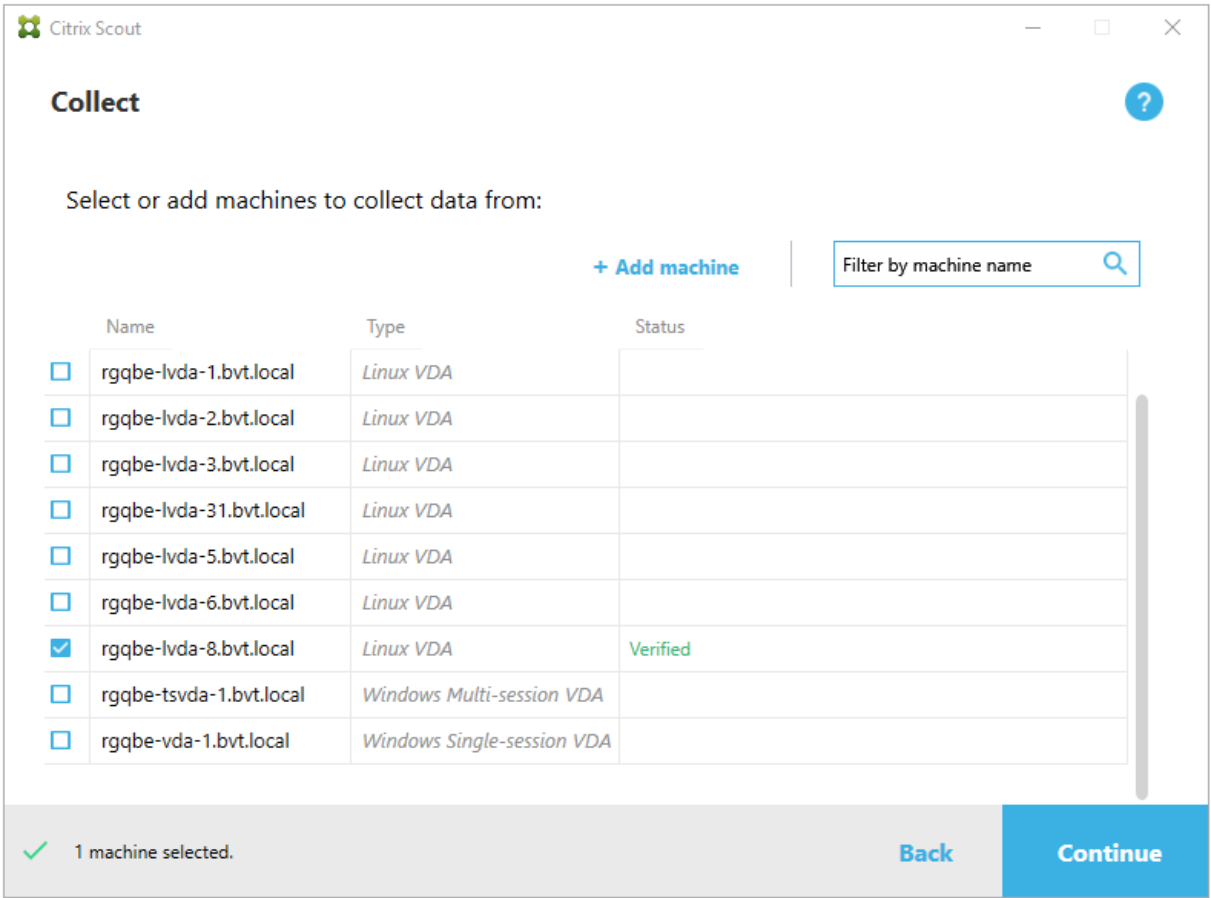 Citrix Scout
Collect
?
Select or add machines to collect data from:
+ Add machine
Filter by machine name
Name Type Status
rgqbe-lvda-1.bvt.local Linux VDA
rgqbe-lvda-2.bvt.local Linux VDA
rgqbe-lvda-3.bvt.local Linux VDA
rgqbe-lvda-31.bvt.local Linux VDA
rgqbe-lvda-5.bvt.local Linux VDA
rgqbe-lvda-6.bvt.local Linux VDA
rgqbe-lvda-8.bvt.local Linux VDA Verified
rgqbe-tsvda-1.bvt.local Windows Multi-session VDA
rgqbe-vda-1.bvt.local Windows Single-session VDA
1 machine selected.
Back
Continue